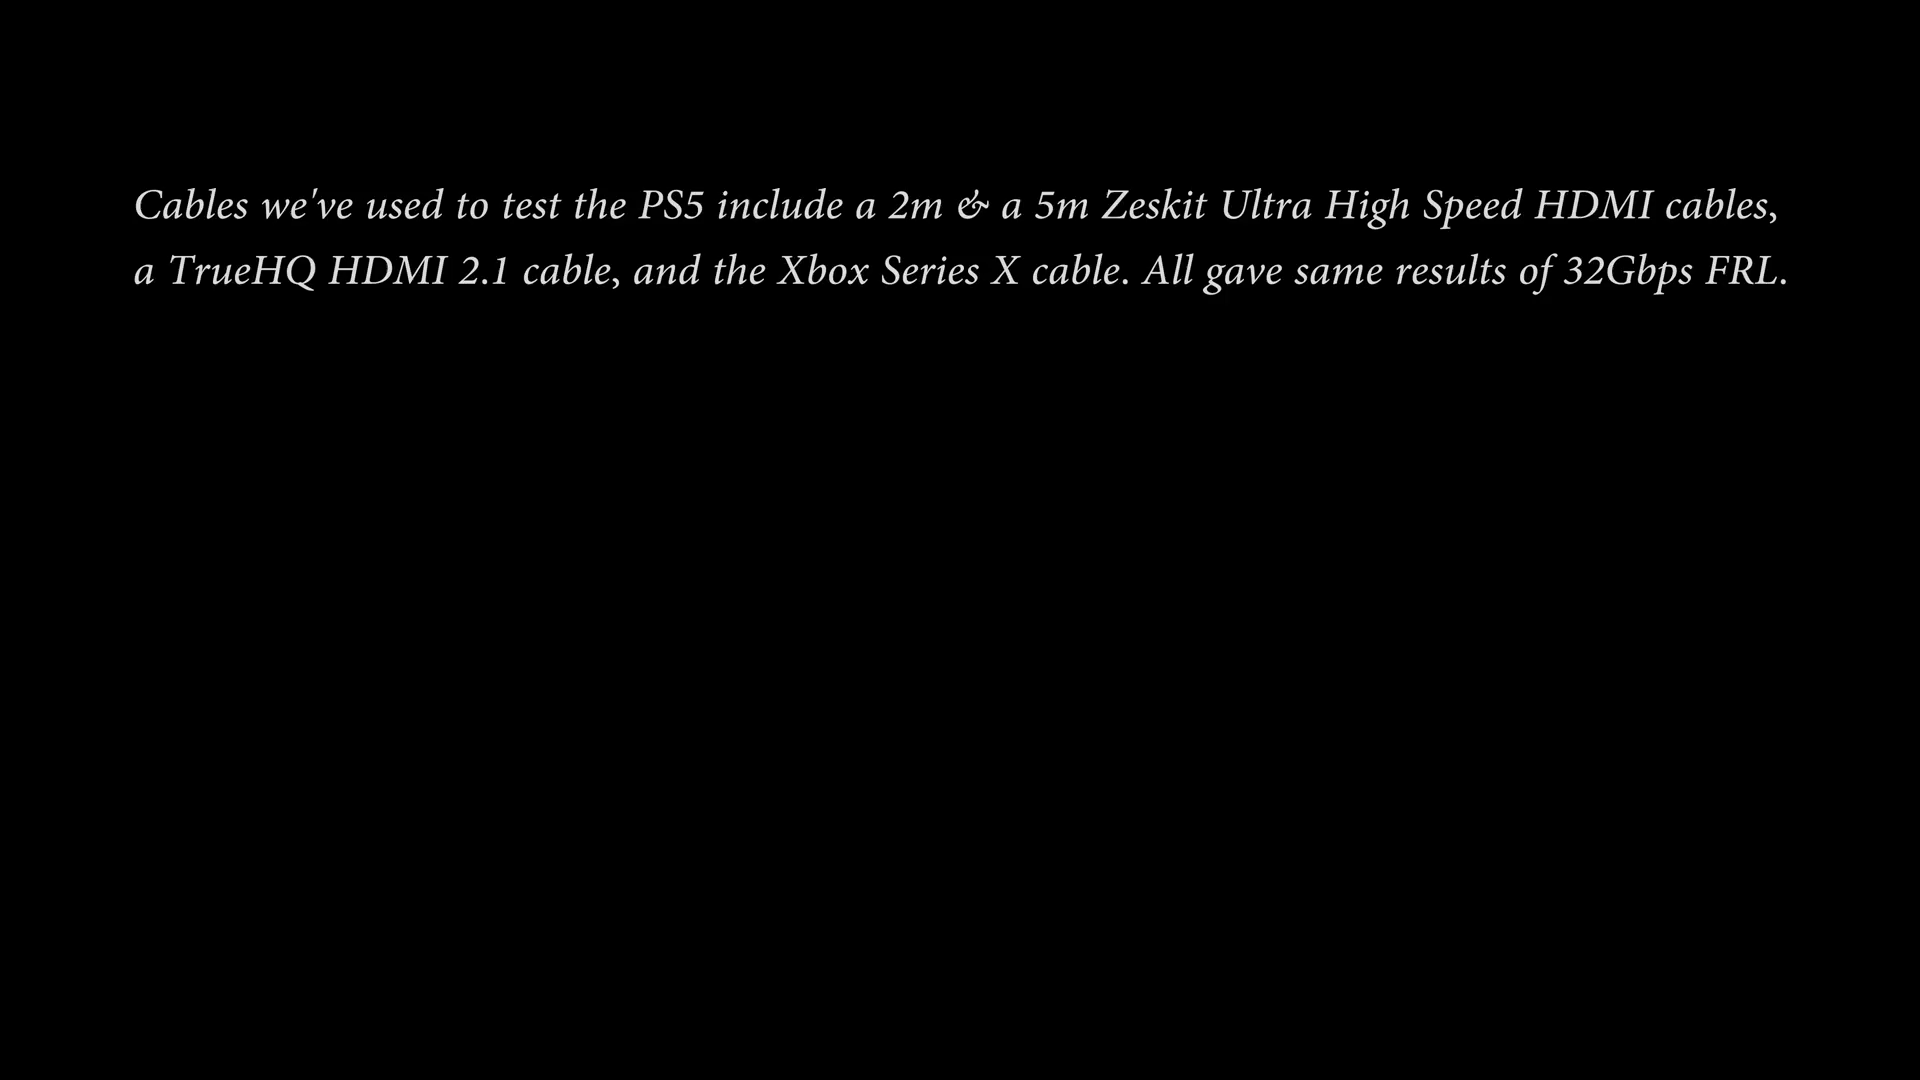 Cables we've used to test the PS5 include a 2m & a 5m Zeskit Ultra High Speed HDMI cables,
a TrueHQ HDMI 2.1 cable, and the Xbox Series X cable. All gave same results of 32Gbps FRL.